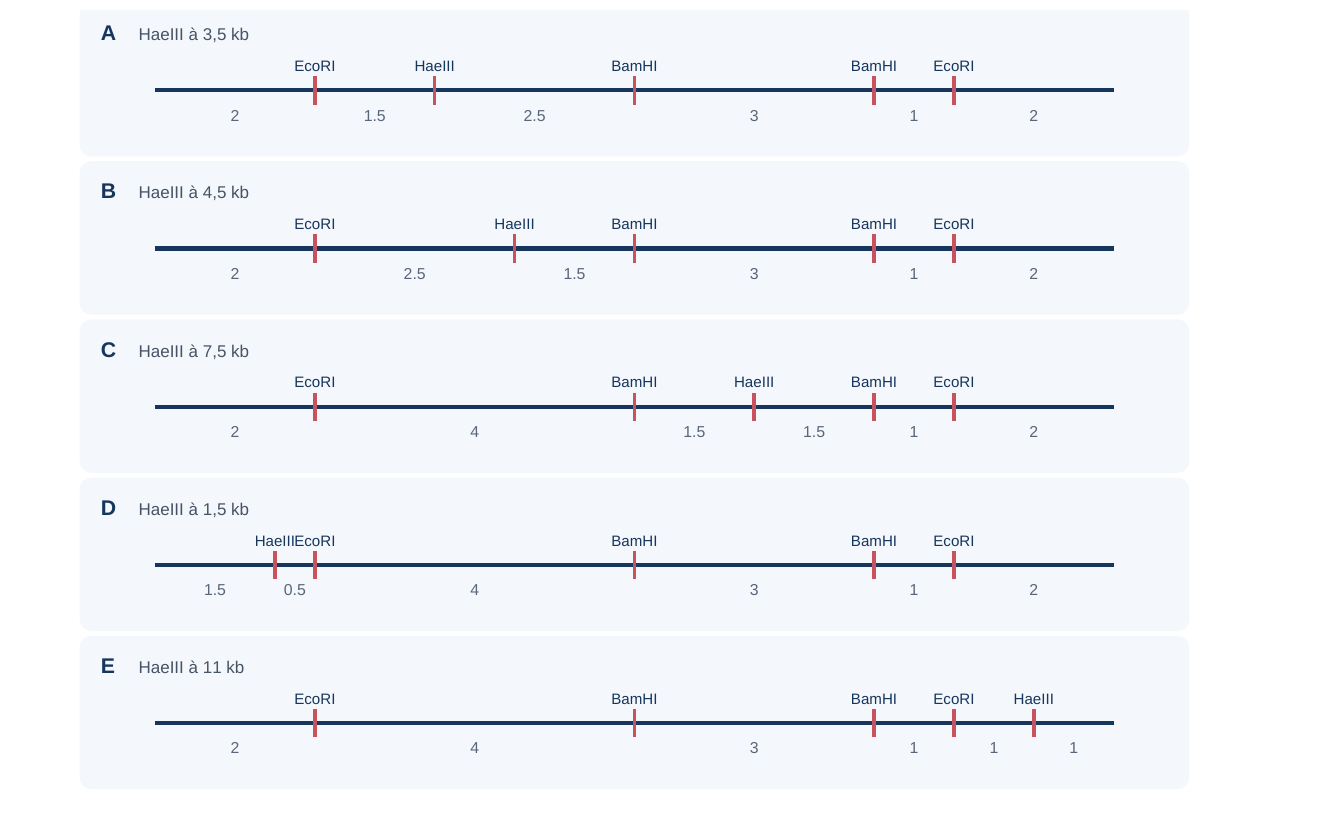 A HaeIII à 3,5 kb
EcoRI HaeIII BamHI BamHI EcoRI
2 1.5 2.5 3 1 2
B HaeIII à 4,5 kb
EcoRI HaeIII BamHI BamHI EcoRI
2 2.5 1.5 3 1 2
C HaeIII à 7,5 kb
EcoRI BamHI HaeIII BamHI EcoRI
2 4 1.5 1.5 1 2
D HaeIII à 1,5 kb
HaeIII EcoRI BamHI BamHI EcoRI
1.5 0.5 4 3 1 2
E HaeIII à 11 kb
EcoRI BamHI BamHI EcoRI HaeIII
2 4 3 1 1 1